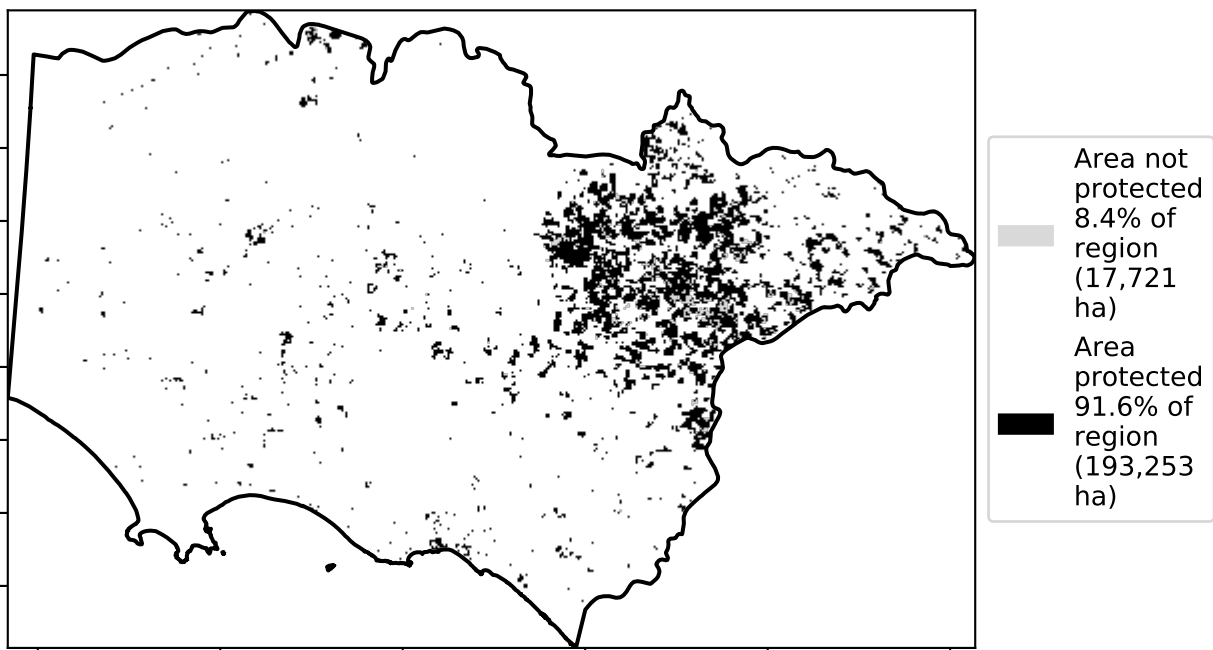 Area not
protected
8.4% of
region
(17,721
ha)
Area
protected
91.6% of
region
(193,253
ha)